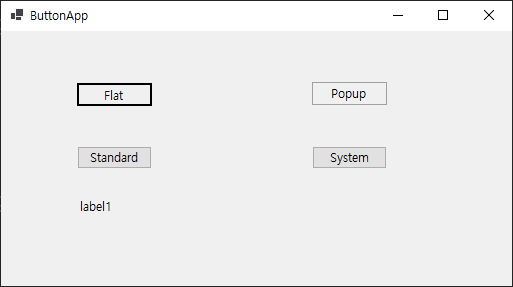 ButtonApp
Flat
Popup
Standard
System
label1